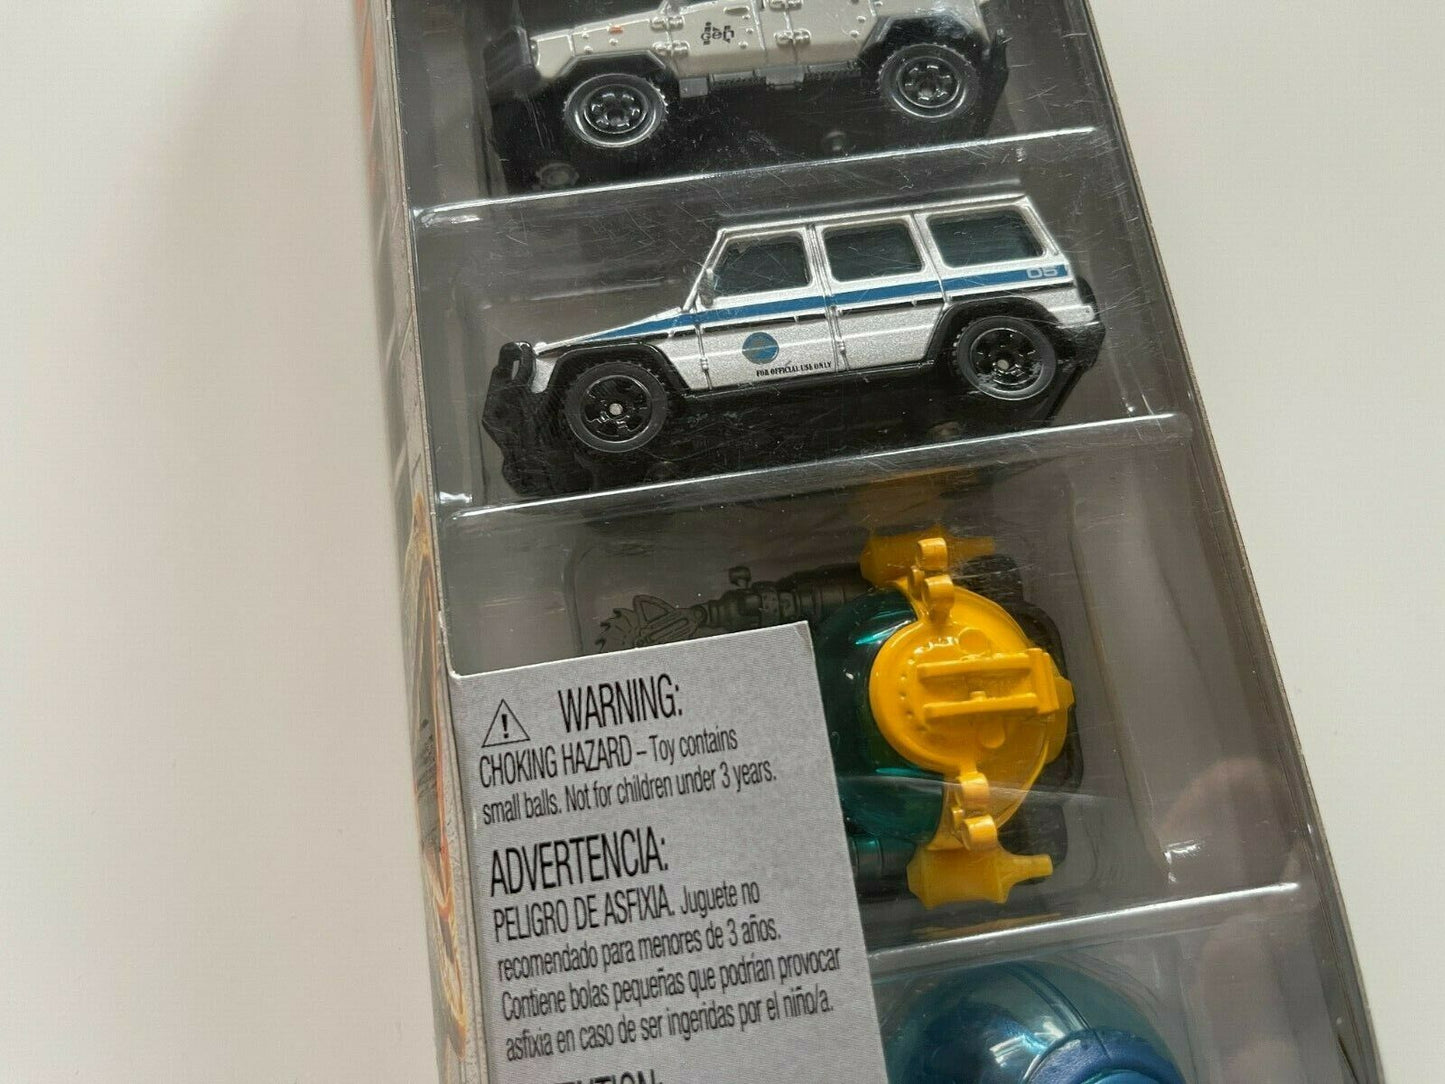 05
FOR OFFICIAL USE ONLY
WARNING:
CHOKING HAZARD – Toy contains
small balls. Not for children under 3 years.
ADVERTENCIA:
PELIGRO DE ASFIXIA. Juguete no
recomendado para menores de 3 años.
Contiene bolas pequeñas que podrían provocar
asfixia en caso de ser ingeridas por el niño/a.